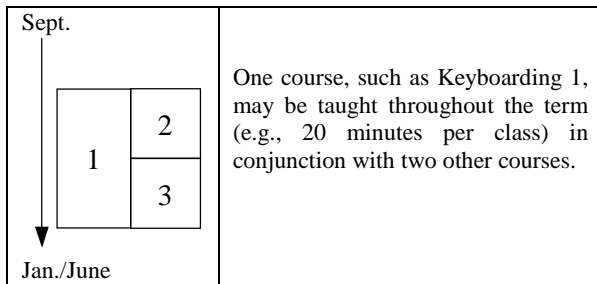 Sept.
1
2
3
Jan./June
One course, such as Keyboarding 1,
may be taught throughout the term
(e.g., 20 minutes per class) in
conjunction with two other courses.